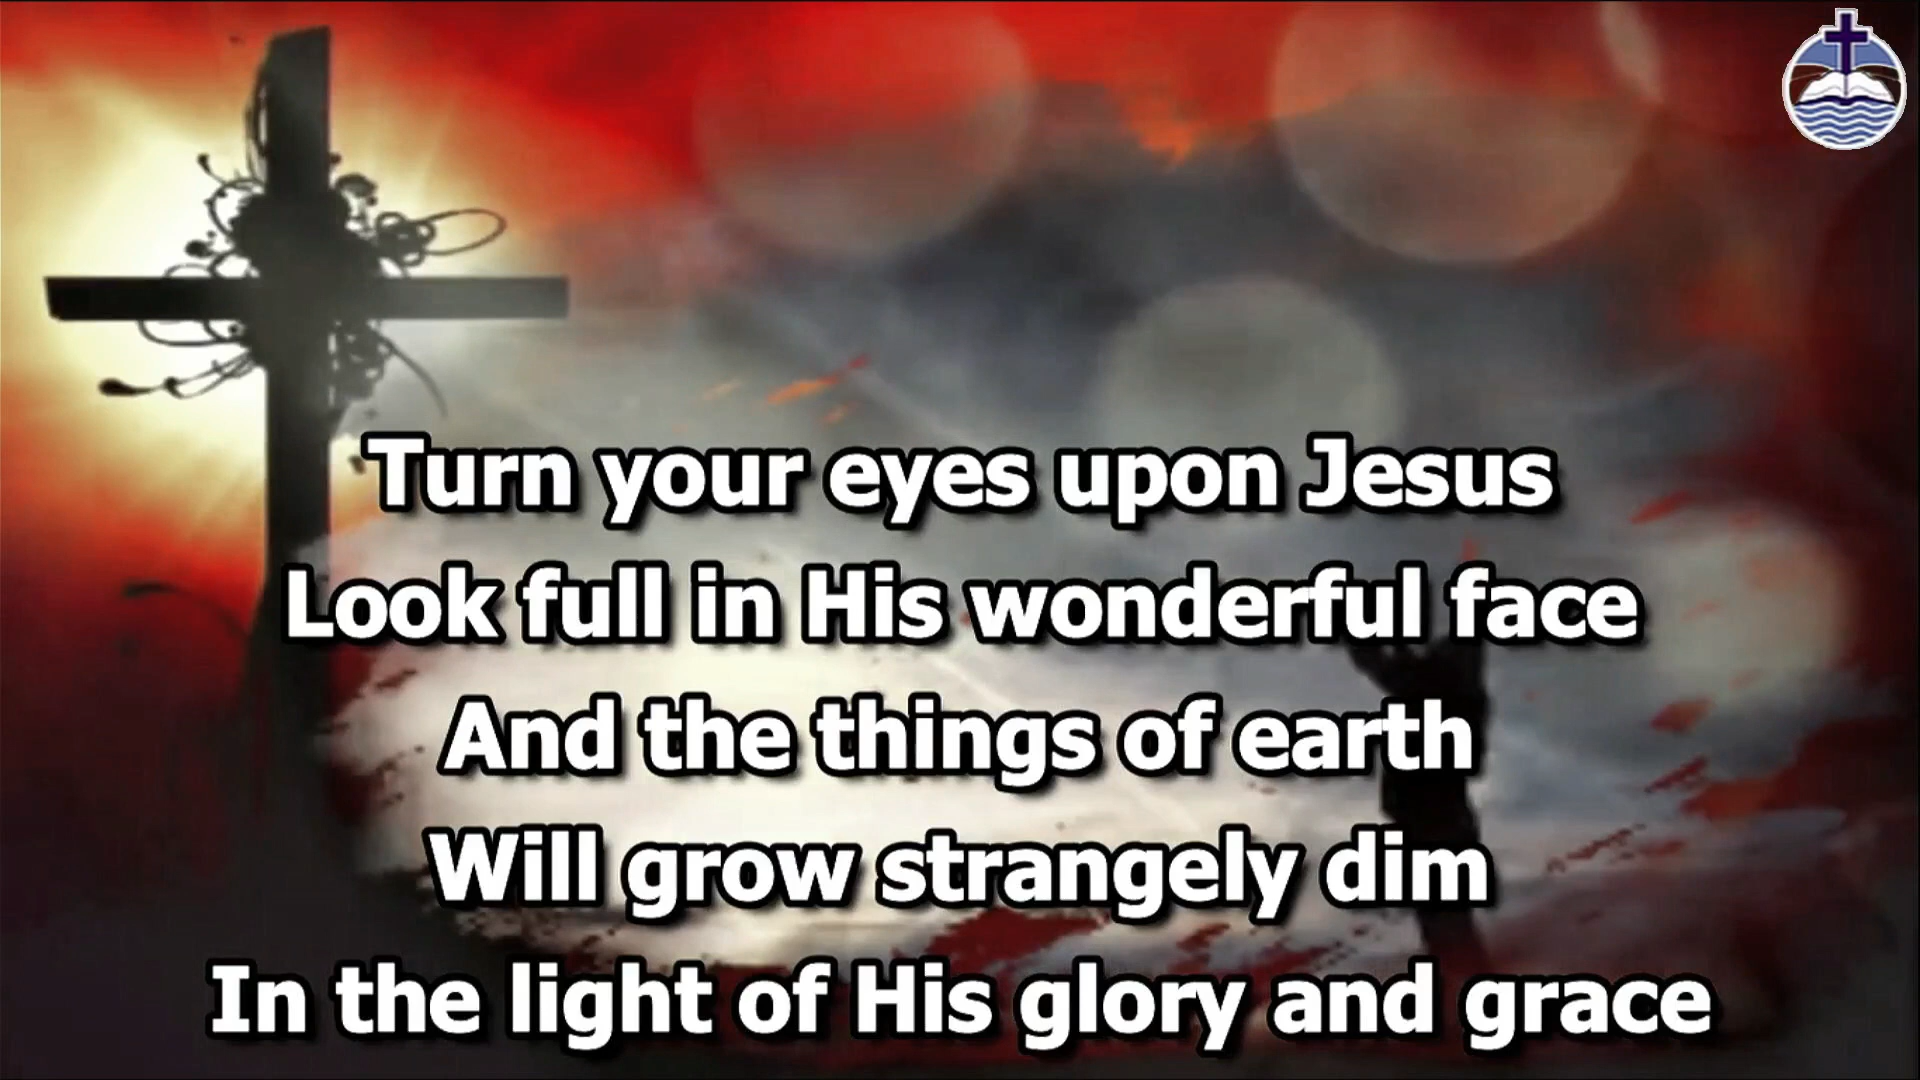 Turn your eyes upon Jesus
Look full in His wonderful face
And the things of earth
Will grow strangely dim
In the light of His glory and grace